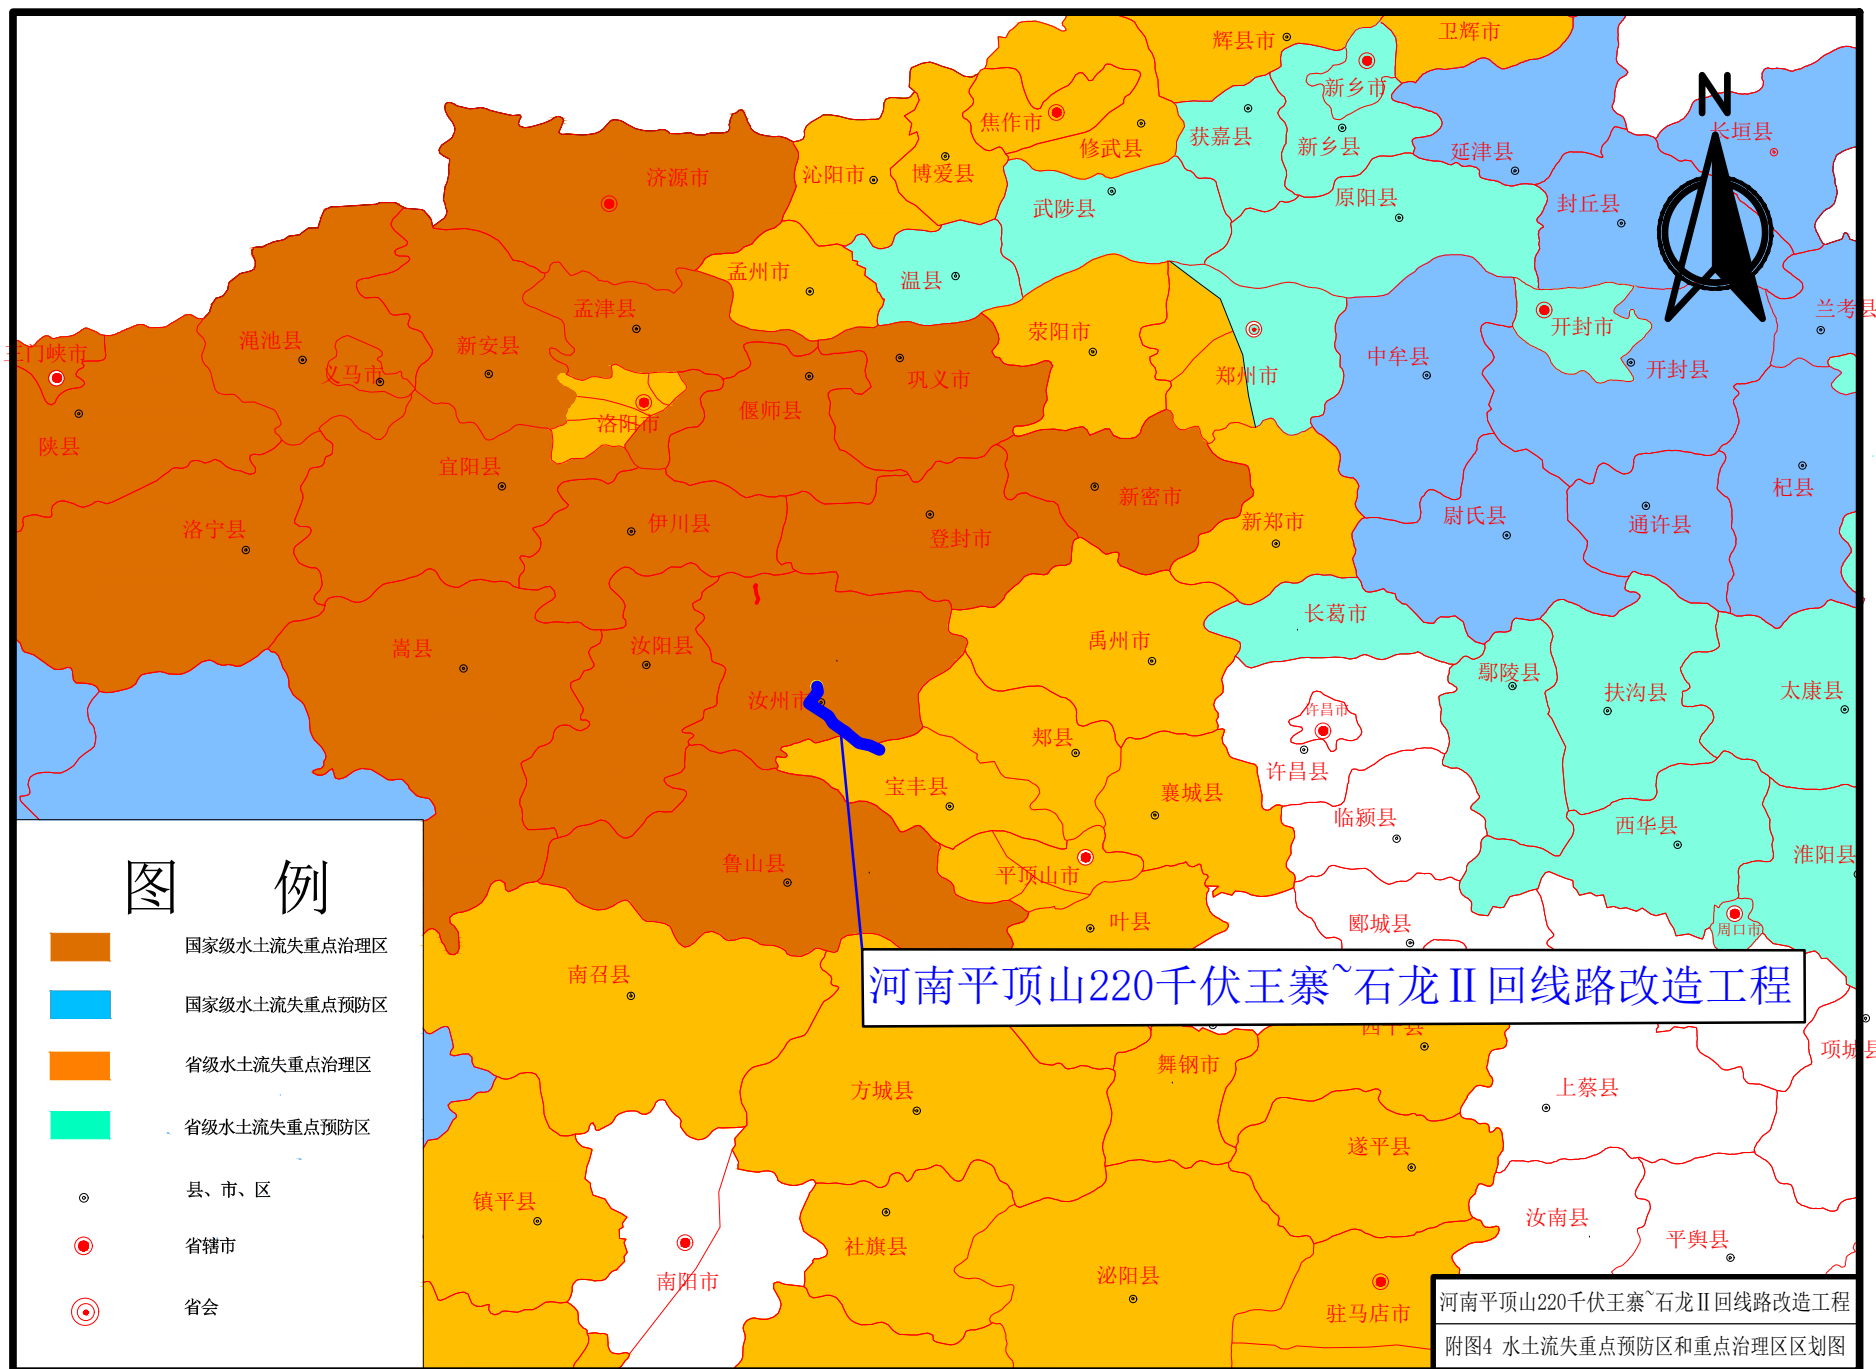 卫辉市
辉县市
新乡市
焦作市
修武县
获嘉县
新乡县
延津县
长垣县
济源市
沁阳市
博爱县
武陟县
原阳县
封丘县
孟州市
温县
兰考县
渑池县
孟津县
新安县
荥阳市
开封市
三门峡市
义马市
中牟县
开封县
郑州市
巩义市
偃师县
洛阳市
陕县
宜阳县
新密市
杞县
洛宁县
伊川县
登封市
新郑市
尉氏县
通许县
长葛市
嵩县
汝阳县
禹州市
鄢陵县
扶沟县
太康县
汝州市
许昌市
郏县
许昌县
宝丰县
襄城县
临颍县
西华县
淮阳县
鲁山县
平顶山市
叶县
郾城县
周口市
南召县
河南平顶山220千伏王寨~石龙Ⅱ回线路改造工程
西平县
舞钢市
项城县
方城县
上蔡县
遂平县
镇平县
汝南县
平舆县
社旗县
南阳市
泌阳县
驻马店市
图 例
国家级水土流失重点治理区
国家级水土流失重点预防区
省级水土流失重点治理区
省级水土流失重点预防区
县、市、区
省辖市
省会
N
河南平顶山220千伏王寨~石龙Ⅱ回线路改造工程
附图4 水土流失重点预防区和重点治理区区划图